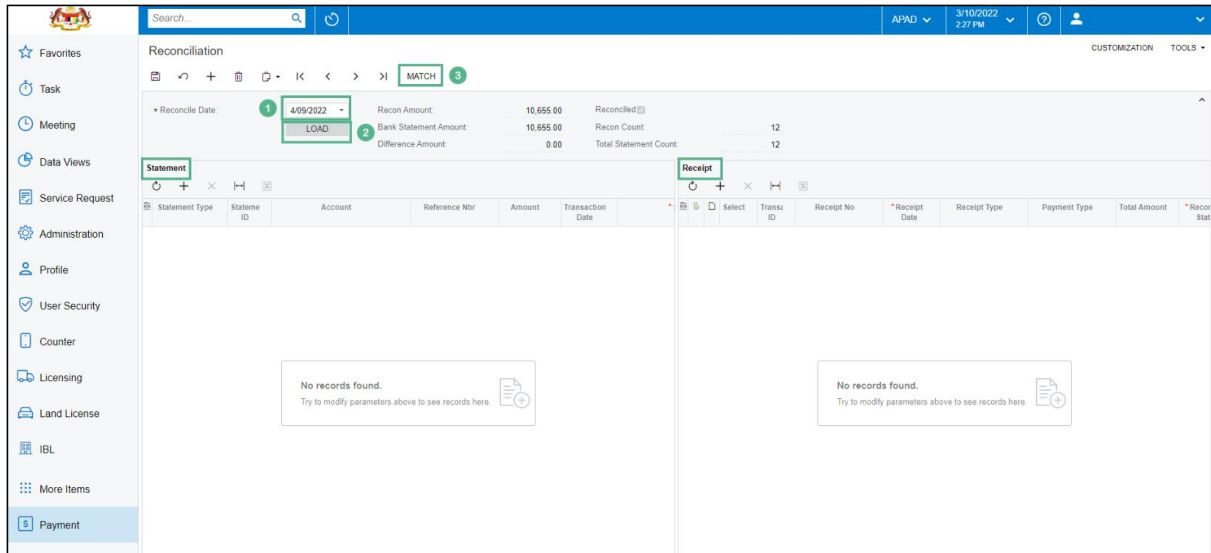 Search...
APAD
3/10/2022
2:27 PM
Favorites
Task
Meeting
Data Views
Service Request
Administration
Profile
User Security
Counter
Licensing
Land License
IBL
More Items
Payment
Reconciliation
CUSTOMIZATION TOOLS
MATCH 3
* Reconcile Date: 1 4/09/2022 Recon Amount: 10,655.00 Reconciled
LOAD 2 Bank Statement Amount: 10,655.00 Recon Count: 12
Difference Amount: 0.00 Total Statement Count: 12
Statement
Statement Type Stateme ID Account Reference Nbr Amount Transaction Date *
No records found.
Try to modify parameters above to see records here.
Receipt
Select Transa ID Receipt No * Receipt Date Receipt Type Payment Type Total Amount * Recor Stat
No records found.
Try to modify parameters above to see records here.